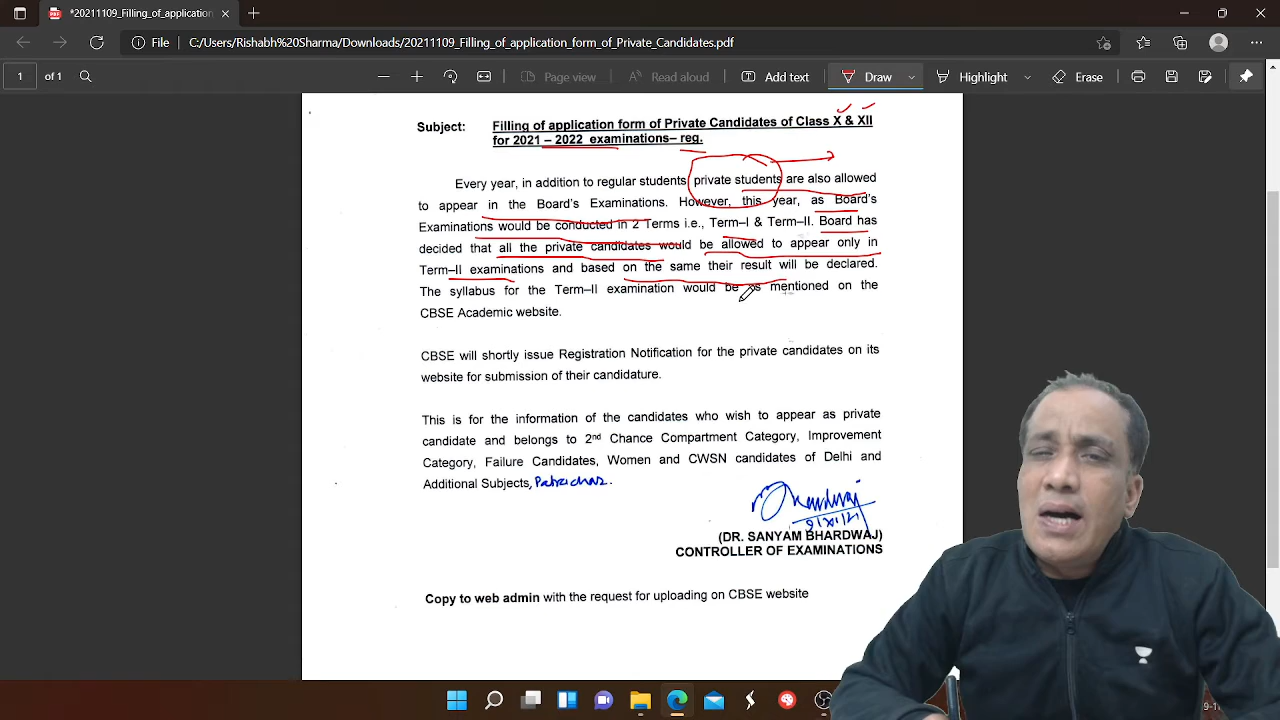 *20211109_Filling_of_application
File C:/Users/Rishabh%20Sharma/Downloads/20211109_Filling_of_application_form_of_Private_Candidates.pdf
1 of 1 Page view Read aloud Add text Draw Highlight Erase
Subject: Filling of application form of Private Candidates of Class X & XII
for 2021 – 2022 examinations– reg.
Every year, in addition to regular students private students are also allowed
to appear in the Board's Examinations. However, this year, as Board's
Examinations would be conducted in 2 Terms i.e., Term–I & Term–II. Board has
decided that all the private candidates would be allowed to appear only in
Term–II examinations and based on the same their result will be declared.
The syllabus for the Term–II examination would be as mentioned on the
CBSE Academic website.
CBSE will shortly issue Registration Notification for the private candidates on its
website for submission of their candidature.
This is for the information of the candidates who wish to appear as private
candidate and belongs to 2nd Chance Compartment Category, Improvement
Category, Failure Candidates, Women and CWSN candidates of Delhi and
Additional Subjects, Patrachar.
9/XI/21
(DR. SANYAM BHARDWAJ)
CONTROLLER OF EXAMINATIONS
Copy to web admin with the request for uploading on CBSE website